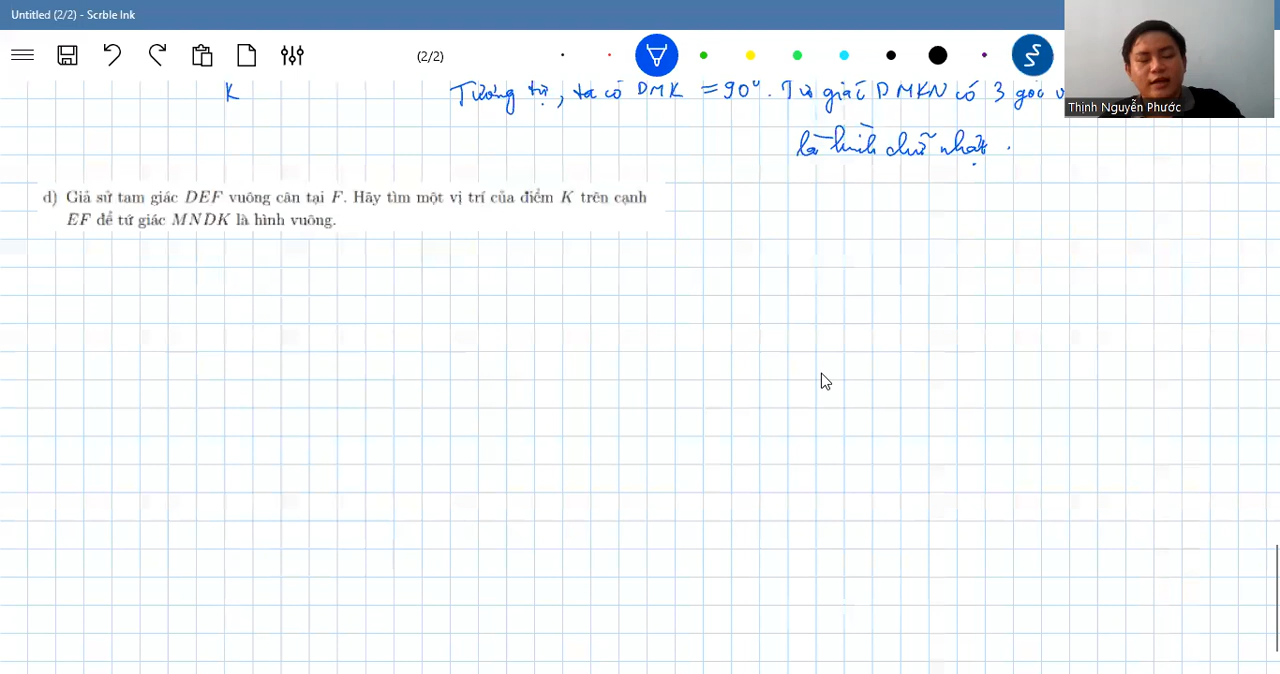 Untitled (2/2) - Scrble Ink
(2/2)
Thịnh Nguyễn Phước
K
Tương tự, ta có DMK = 90°. Tứ giác DMKN có 3 góc
là hình chữ nhật.
d) Giả sử tam giác DEF vuông cân tại F. Hãy tìm một vị trí của điểm K trên cạnh
EF để tứ giác MNDK là hình vuông.